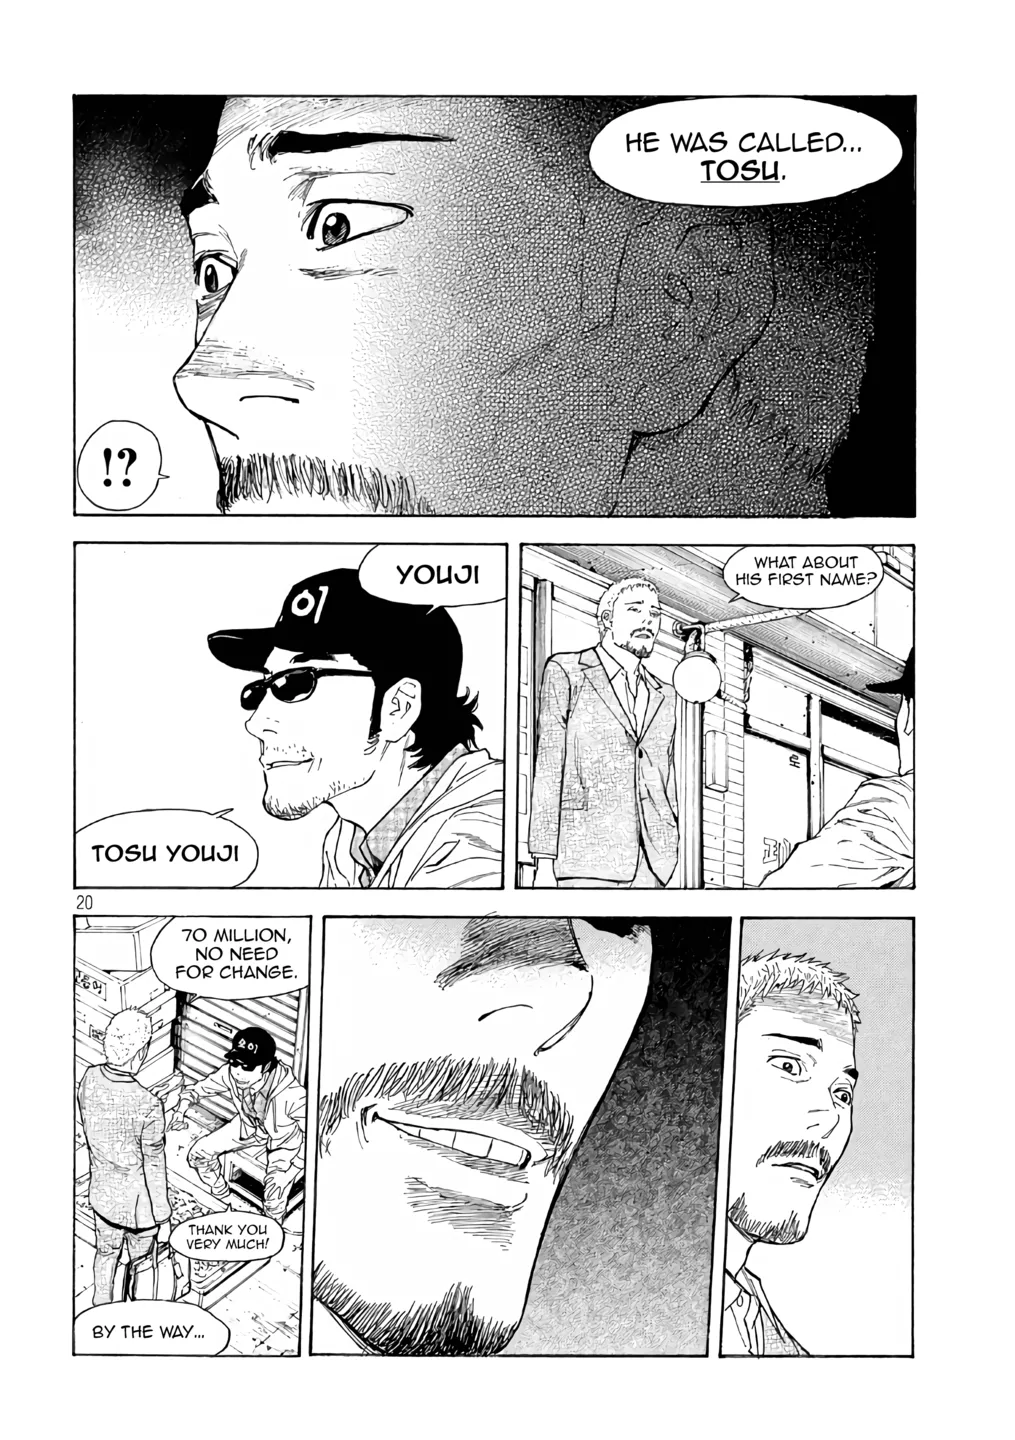 HE WAS CALLED...
TOSU.
!?
WHAT ABOUT
HIS FIRST NAME?
YOUJI
TOSU YOUJI
20
70 MILLION,
NO NEED
FOR CHANGE.
THANK YOU
VERY MUCH!
BY THE WAY...